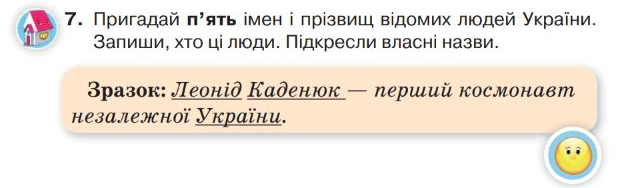 7. Пригадай п’ять імен і прізвищ відомих людей України.
Запиши, хто ці люди. Підкресли власні назви.
Зразок: Леонід Каденюк — перший космонавт
незалежної України.